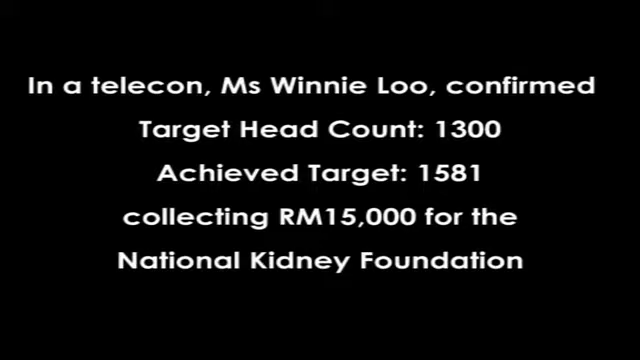 In a telecon, Ms Winnie Loo, confirmed
Target Head Count: 1300
Achieved Target: 1581
collecting RM15,000 for the
National Kidney Foundation